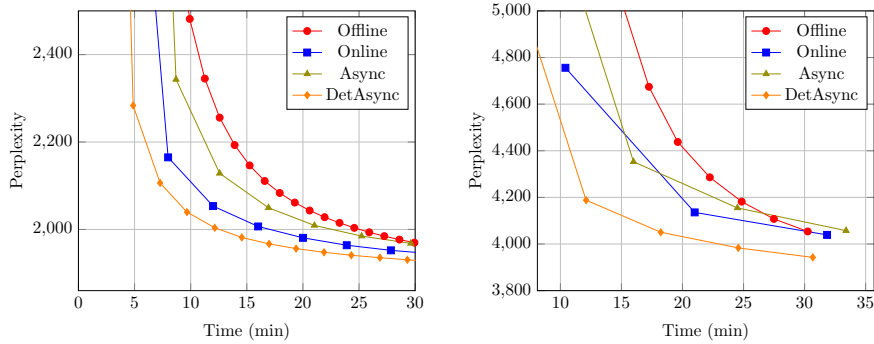 2,400
2,200
2,000
Perplexity
0
5
10
15
20
25
30
Time (min)
Offline
Online
Async
DetAsync
5,000
4,800
4,600
4,400
4,200
4,000
3,800
Perplexity
10
15
20
25
30
35
Time (min)
Offline
Online
Async
DetAsync